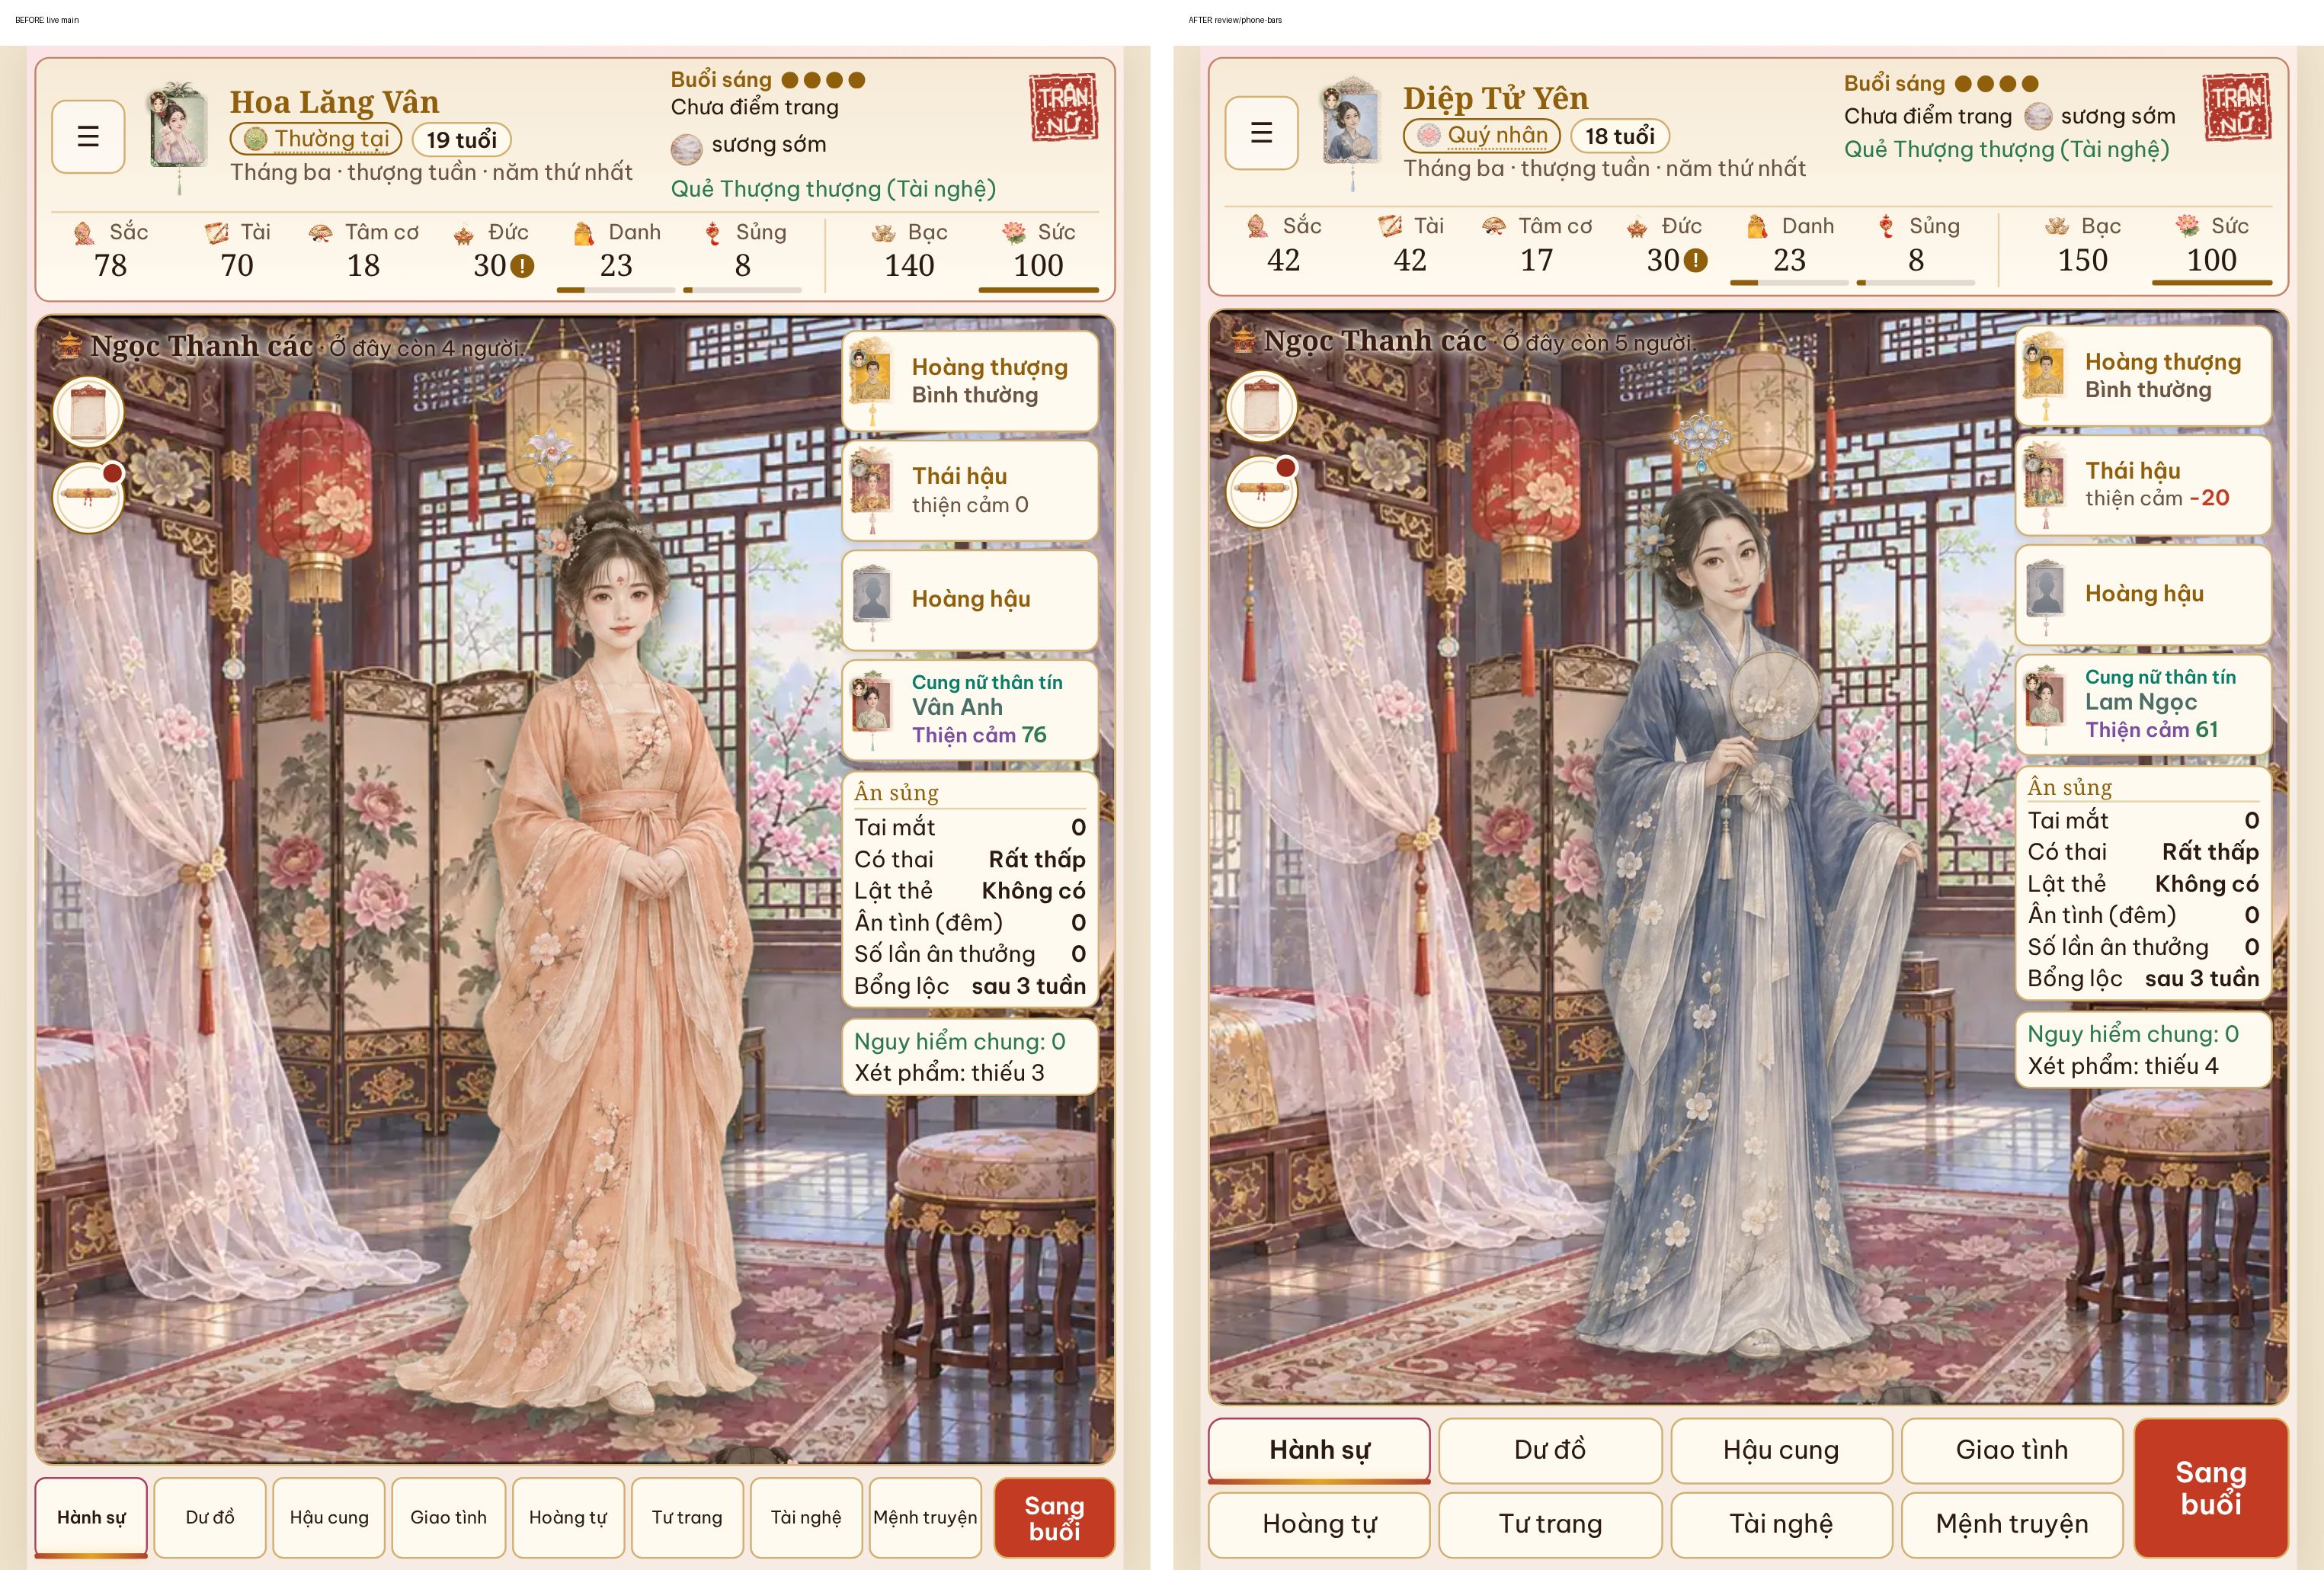 BEFORE: live main
☰
Hoa Lăng Vân
Thường tại
19 tuổi
Tháng ba · thượng tuần · năm thứ nhất
Buổi sáng
Chưa điểm trang
sương sớm
Quẻ Thượng thượng (Tài nghệ)
TRÂN
NỮ
Sắc Tài Tâm cơ Đức Danh Sủng Bạc Sức
78 70 18 30 ! 23 8 140 100
Ngọc Thanh các · Ở đây còn 4 người.
Hoàng thượng
Bình thường
Thái hậu
thiện cảm 0
Hoàng hậu
Cung nữ thân tín
Vân Anh
Thiện cảm 76
Ân sủng
Tai mắt 0
Có thai Rất thấp
Lật thẻ Không có
Ân tình (đêm) 0
Số lần ân thưởng 0
Bổng lộc sau 3 tuần
Nguy hiểm chung: 0
Xét phẩm: thiếu 3
Hành sự Dư đồ Hậu cung Giao tình Hoàng tự Tư trang Tài nghệ Mệnh truyện
Sang
buổi
AFTER: review/phone-bars
☰
Diệp Tử Yên
Quý nhân
18 tuổi
Tháng ba · thượng tuần · năm thứ nhất
Buổi sáng
Chưa điểm trang sương sớm
Quẻ Thượng thượng (Tài nghệ)
TRÂN
NỮ
Sắc Tài Tâm cơ Đức Danh Sủng Bạc Sức
42 42 17 30 ! 23 8 150 100
Ngọc Thanh các · Ở đây còn 5 người.
Hoàng thượng
Bình thường
Thái hậu
thiện cảm -20
Hoàng hậu
Cung nữ thân tín
Lam Ngọc
Thiện cảm 61
Ân sủng
Tai mắt 0
Có thai Rất thấp
Lật thẻ Không có
Ân tình (đêm) 0
Số lần ân thưởng 0
Bổng lộc sau 3 tuần
Nguy hiểm chung: 0
Xét phẩm: thiếu 4
Hành sự Dư đồ Hậu cung Giao tình
Hoàng tự Tư trang Tài nghệ Mệnh truyện
Sang
buổi